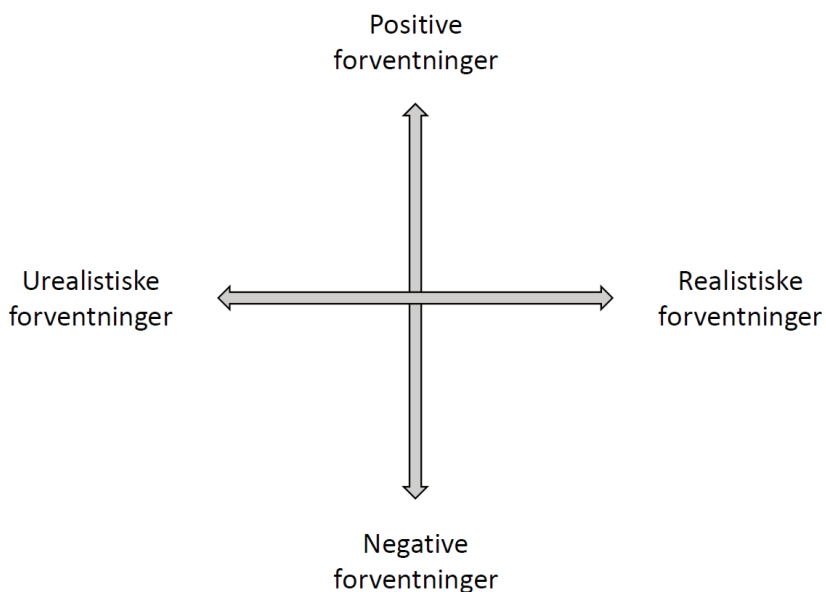 Positive
forventninger
Urealistiske
forventninger
Realistiske
forventninger
Negative
forventninger